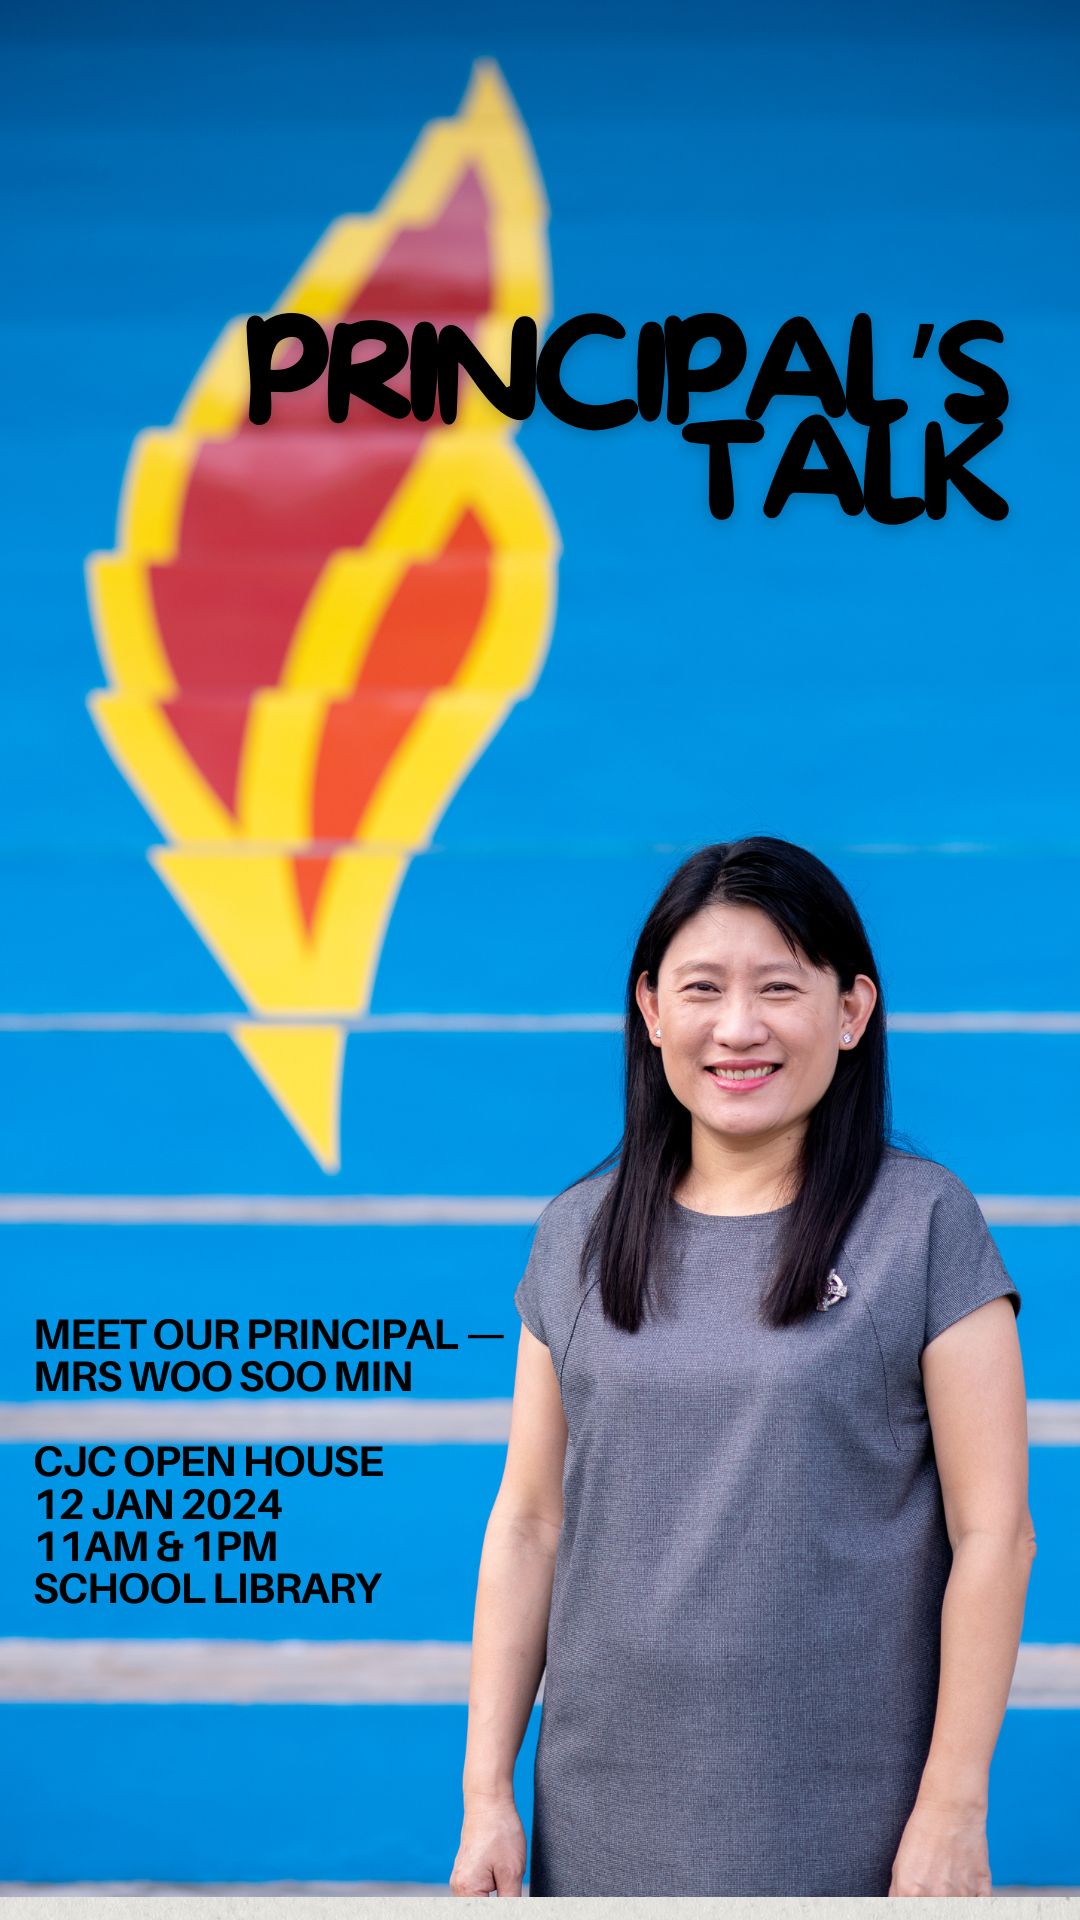 PRINCIPAL'S
TALK
MEET OUR PRINCIPAL —
MRS WOO SOO MIN
CJC OPEN HOUSE
12 JAN 2024
11AM & 1PM
SCHOOL LIBRARY